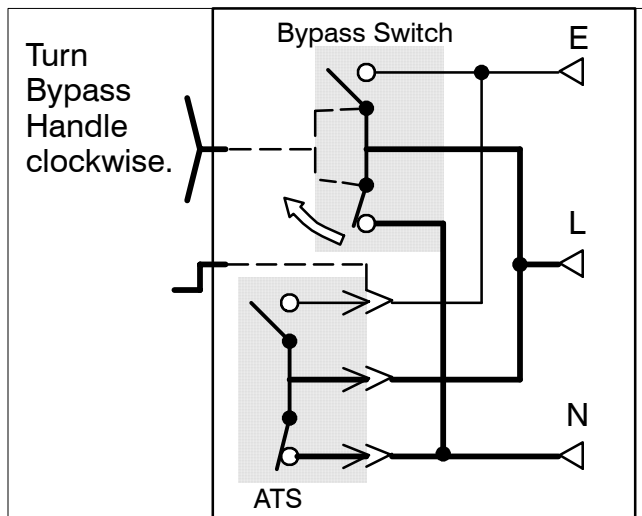 Turn
Bypass
Handle
clockwise.
Bypass Switch
E
L
N
ATS